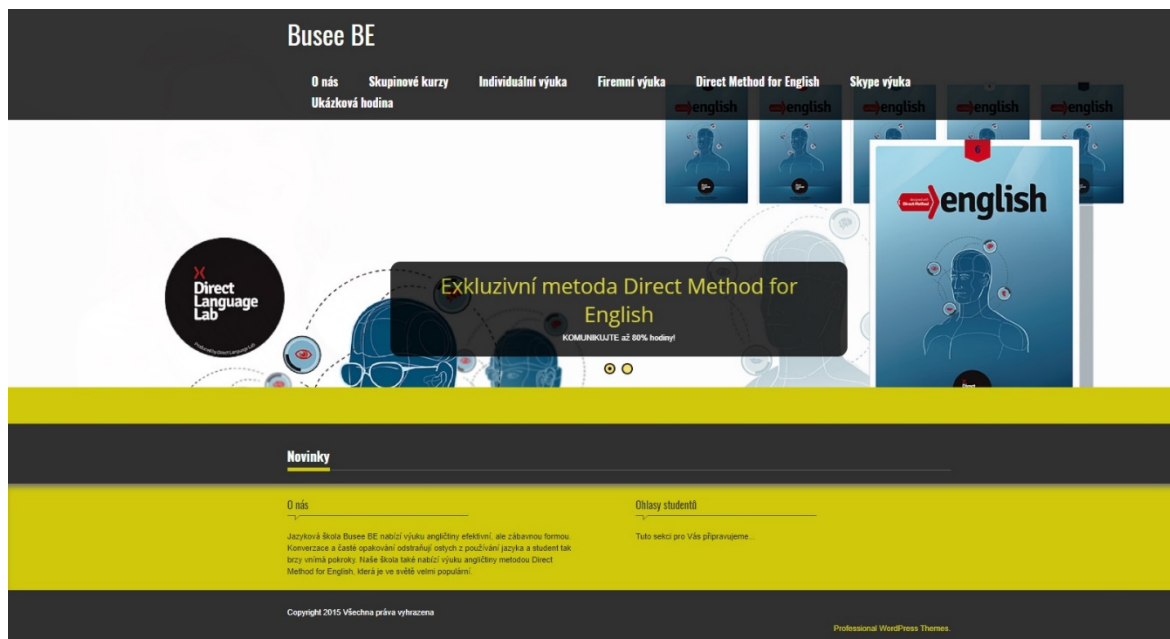 Busee BE
O nás Skupinové kurzy Individuální výuka Firemní výuka Direct Method for English Skype výuka
Ukázková hodina
english english english english english
6
english
Direct
Language
Lab
Exkluzivní metoda Direct Method for
English
KOMUNIKUJTE až 80% hodiny!
Direct
Novinky
O nás
Jazyková škola Busee BE nabízí výuku angličtiny efektivní, ale zábavnou formou.
Konverzace a časté opakování odstraňují ostych z používání jazyka a student tak
brzy vnímá pokroky. Naše škola také nabízí výuku angličtiny metodou Direct
Method for English, která je ve světě velmi populární.
Ohlasy studentů
Tuto sekci pro Vás připravujeme...
Copyright 2015 Všechna práva vyhrazena
Professional WordPress Themes.